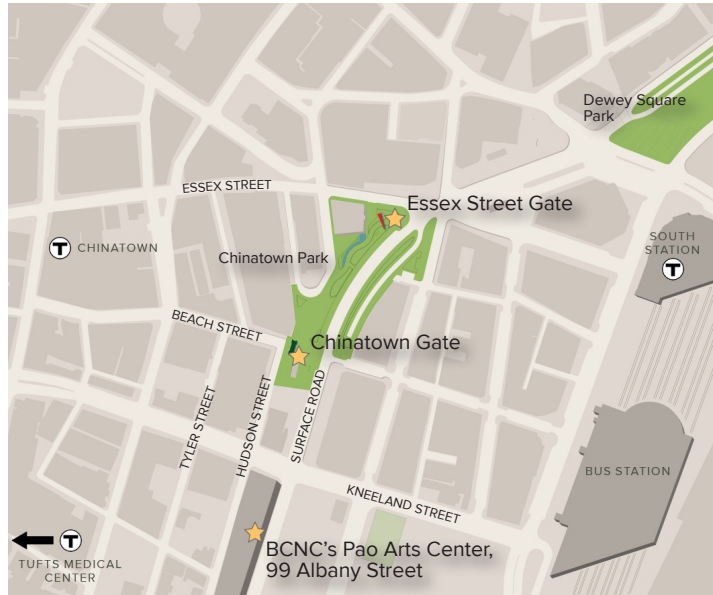 Dewey Square
Park
ESSEX STREET
Essex Street Gate
T CHINATOWN
Chinatown Park
SOUTH
STATION
T
BEACH STREET
Chinatown Gate
TYLER STREET
HUDSON STREET
SURFACE ROAD
BUS STATION
KNEELAND STREET
T
TUFTS MEDICAL
CENTER
BCNC's Pao Arts Center,
99 Albany Street